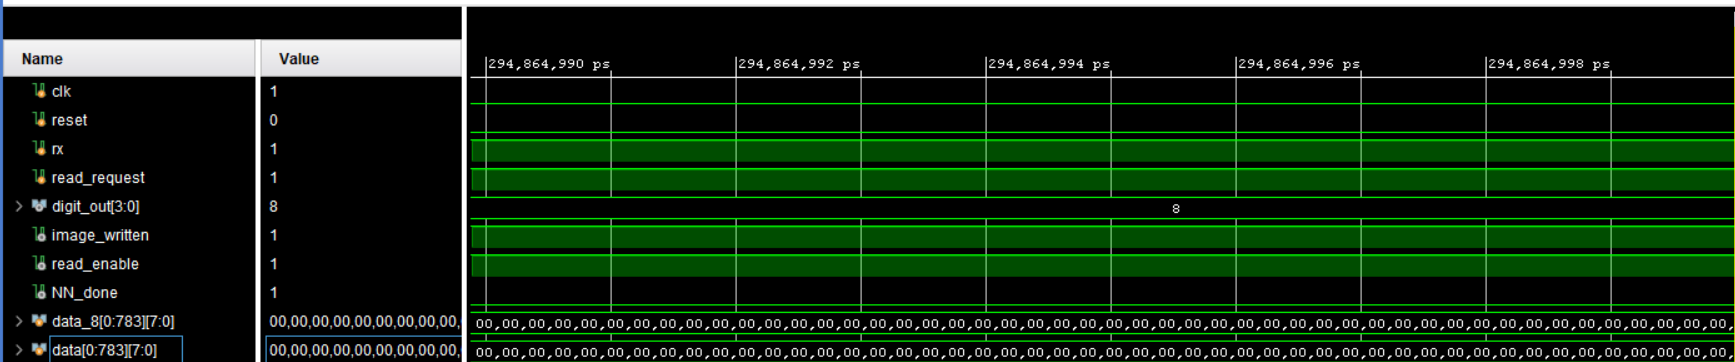 294,864,990 ps 294,864,992 ps 294,864,994 ps 294,864,996 ps 294,864,998 ps
Name Value
clk 1
reset 0
rx 1
read_request 1
digit_out[3:0] 8 8
image_written 1
read_enable 1
NN_done 1
data_8[0:783][7:0] 00,00,00,00,00,00,00,00,00, 00,00,00,00,00,00,00,00,00,00,00,00,00,00,00,00,00,00,00,00,00,00,00,00,00,00,00,00,00,00,00,00,00,00,00,00,00,00,00,00,00,00,00,
data[0:783][7:0] 00,00,00,00,00,00,00,00,00, 00,00,00,00,00,00,00,00,00,00,00,00,00,00,00,00,00,00,00,00,00,00,00,00,00,00,00,00,00,00,00,00,00,00,00,00,00,00,00,00,00,00,00,